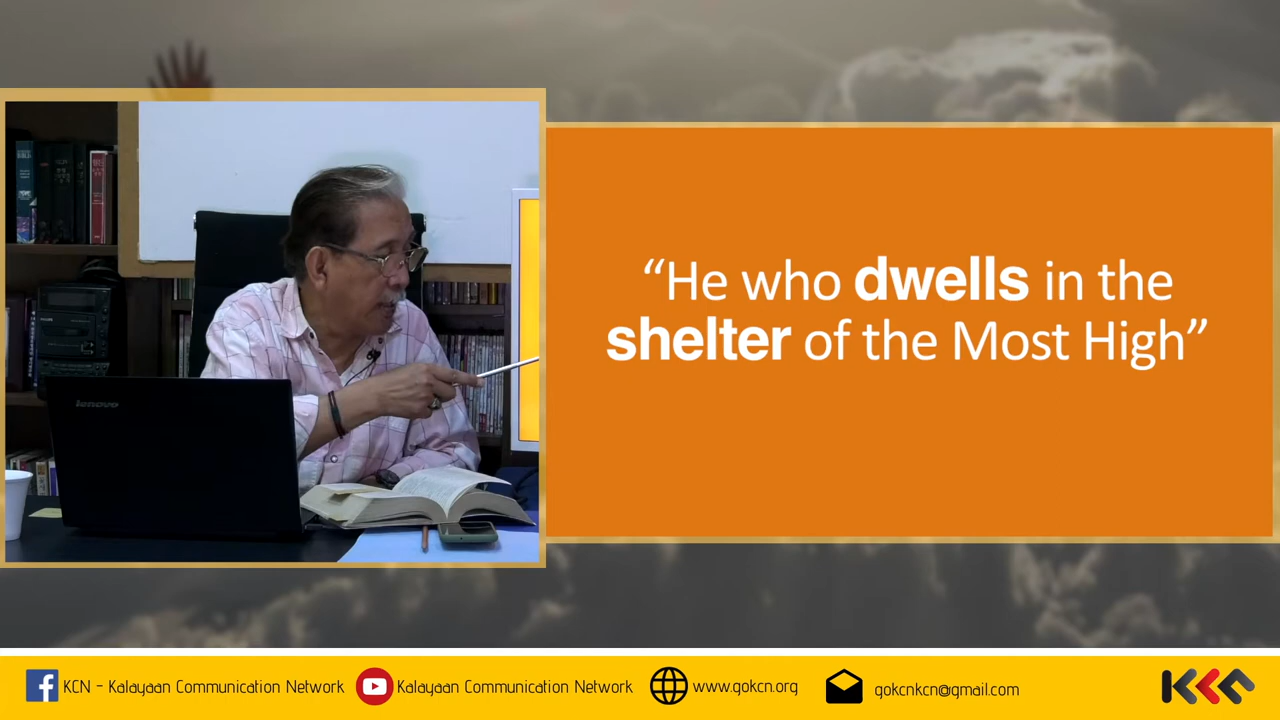 “He who dwells in the
shelter of the Most High”
lenovo
KCN - Kalayaan Communication Network
Kalayaan Communication Network
www.gokcn.org
gokcnkcn@gmail.com
KCN